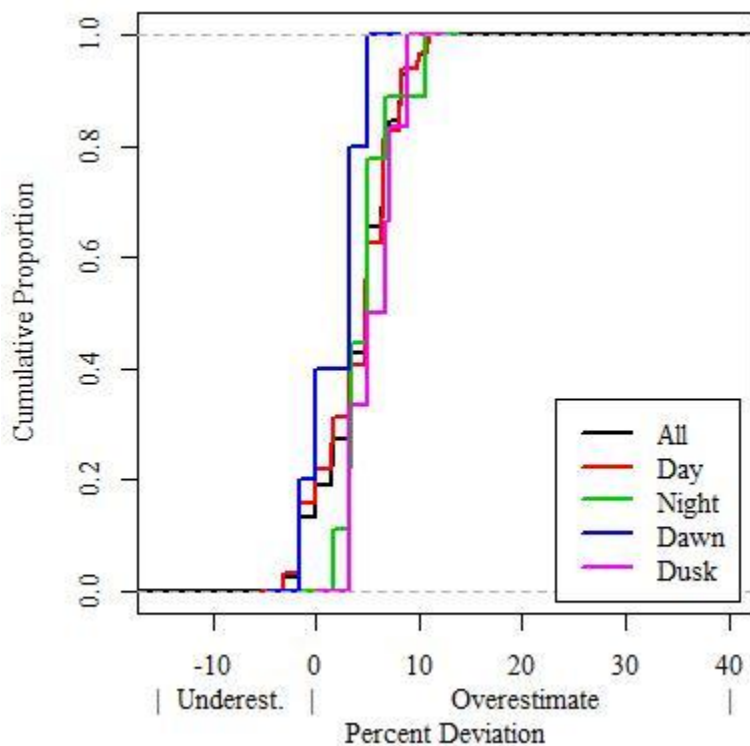 Cumulative Proportion
1.0
0.8
0.6
0.4
0.2
0.0
All
Day
Night
Dawn
Dusk
-10 0 10 20 30 40
| Underest. | Overestimate |
Percent Deviation